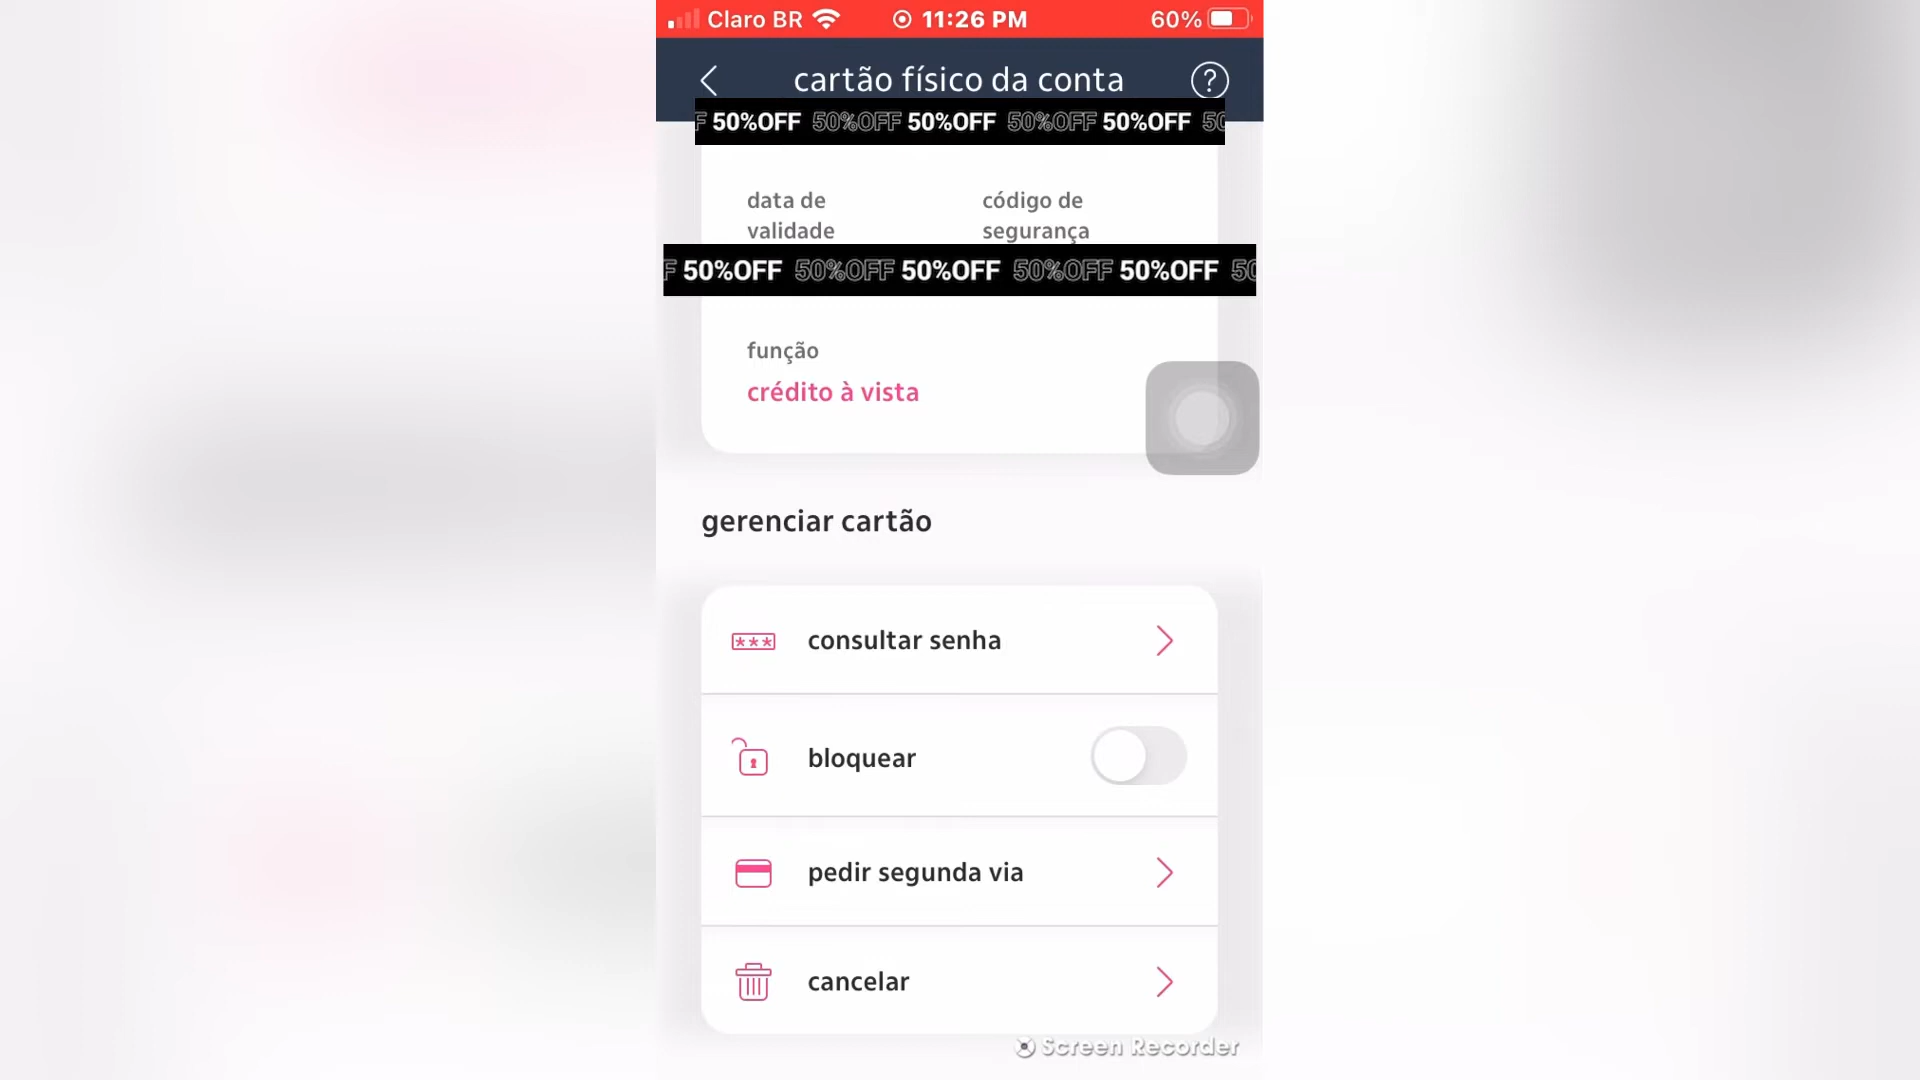 Claro BR 11:26 PM 60%
cartão físico da conta ?
F 50%OFF 50%OFF 50%OFF 50%OFF 50%OFF 50
data de código de
validade segurança
F 50%OFF 50%OFF 50%OFF 50%OFF 50%OFF 50
função
crédito à vista
gerenciar cartão
*** consultar senha
bloquear
pedir segunda via
cancelar
Screen Recorder